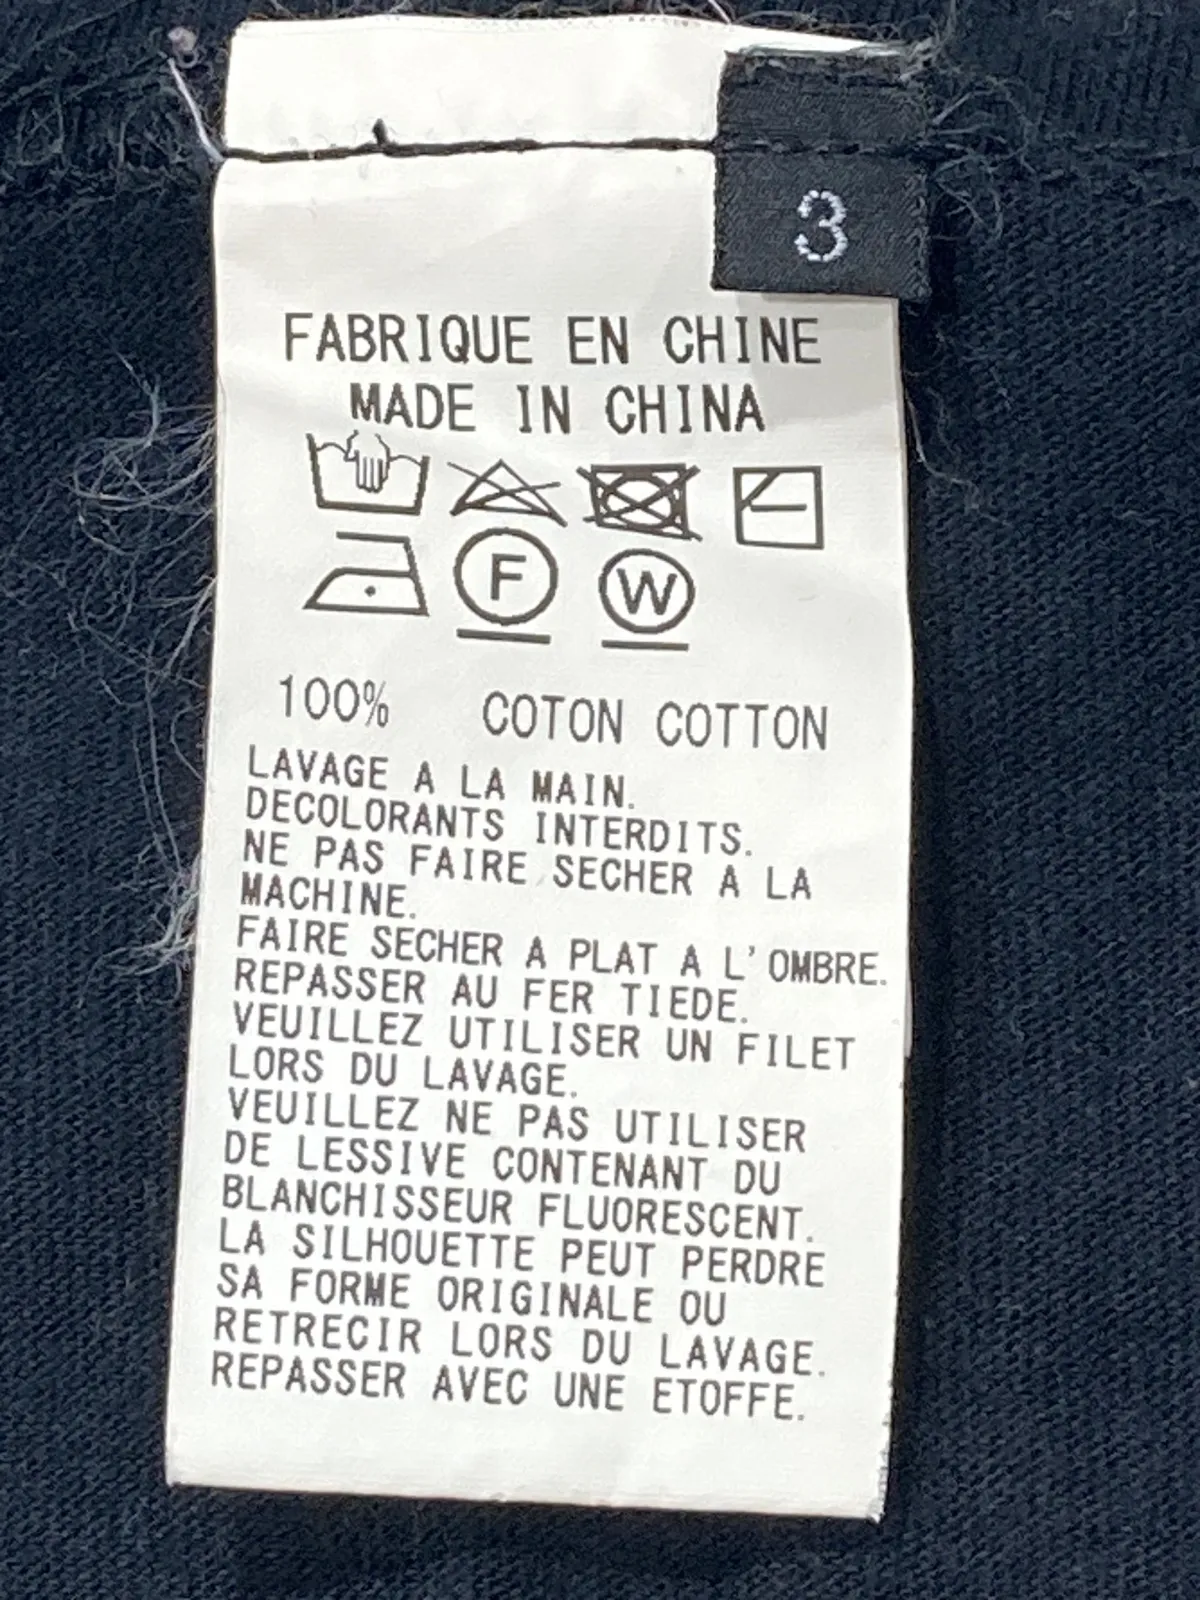 3
FABRIQUE EN CHINE
MADE IN CHINA
F
W
100% COTON COTTON
LAVAGE A LA MAIN.
DECOLORANTS INTERDITS.
NE PAS FAIRE SECHER A LA
MACHINE.
FAIRE SECHER A PLAT A L'OMBRE.
REPASSER AU FER TIEDE.
VEUILLEZ UTILISER UN FILET
LORS DU LAVAGE.
VEUILLEZ NE PAS UTILISER
DE LESSIVE CONTENANT DU
BLANCHISSEUR FLUORESCENT.
LA SILHOUETTE PEUT PERDRE
SA FORME ORIGINALE OU
RETRECIR LORS DU LAVAGE.
REPASSER AVEC UNE ETOFFE.